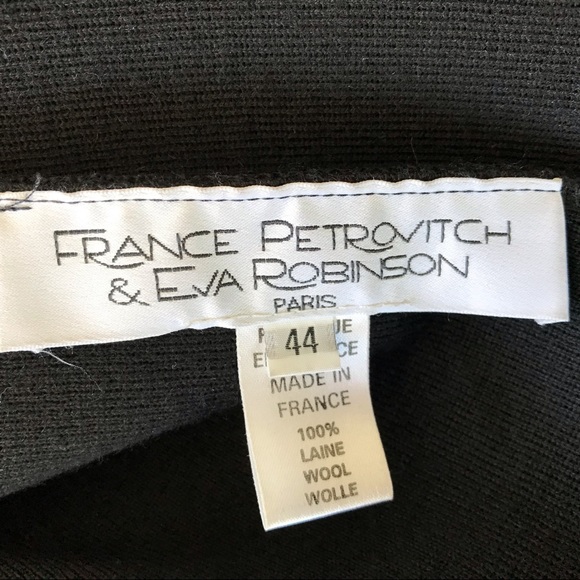 FRANCE PETROVITCH
& EVA ROBINSON
PARIS
44
MADE IN
FRANCE
100%
LAINE
WOOL
WOLLE